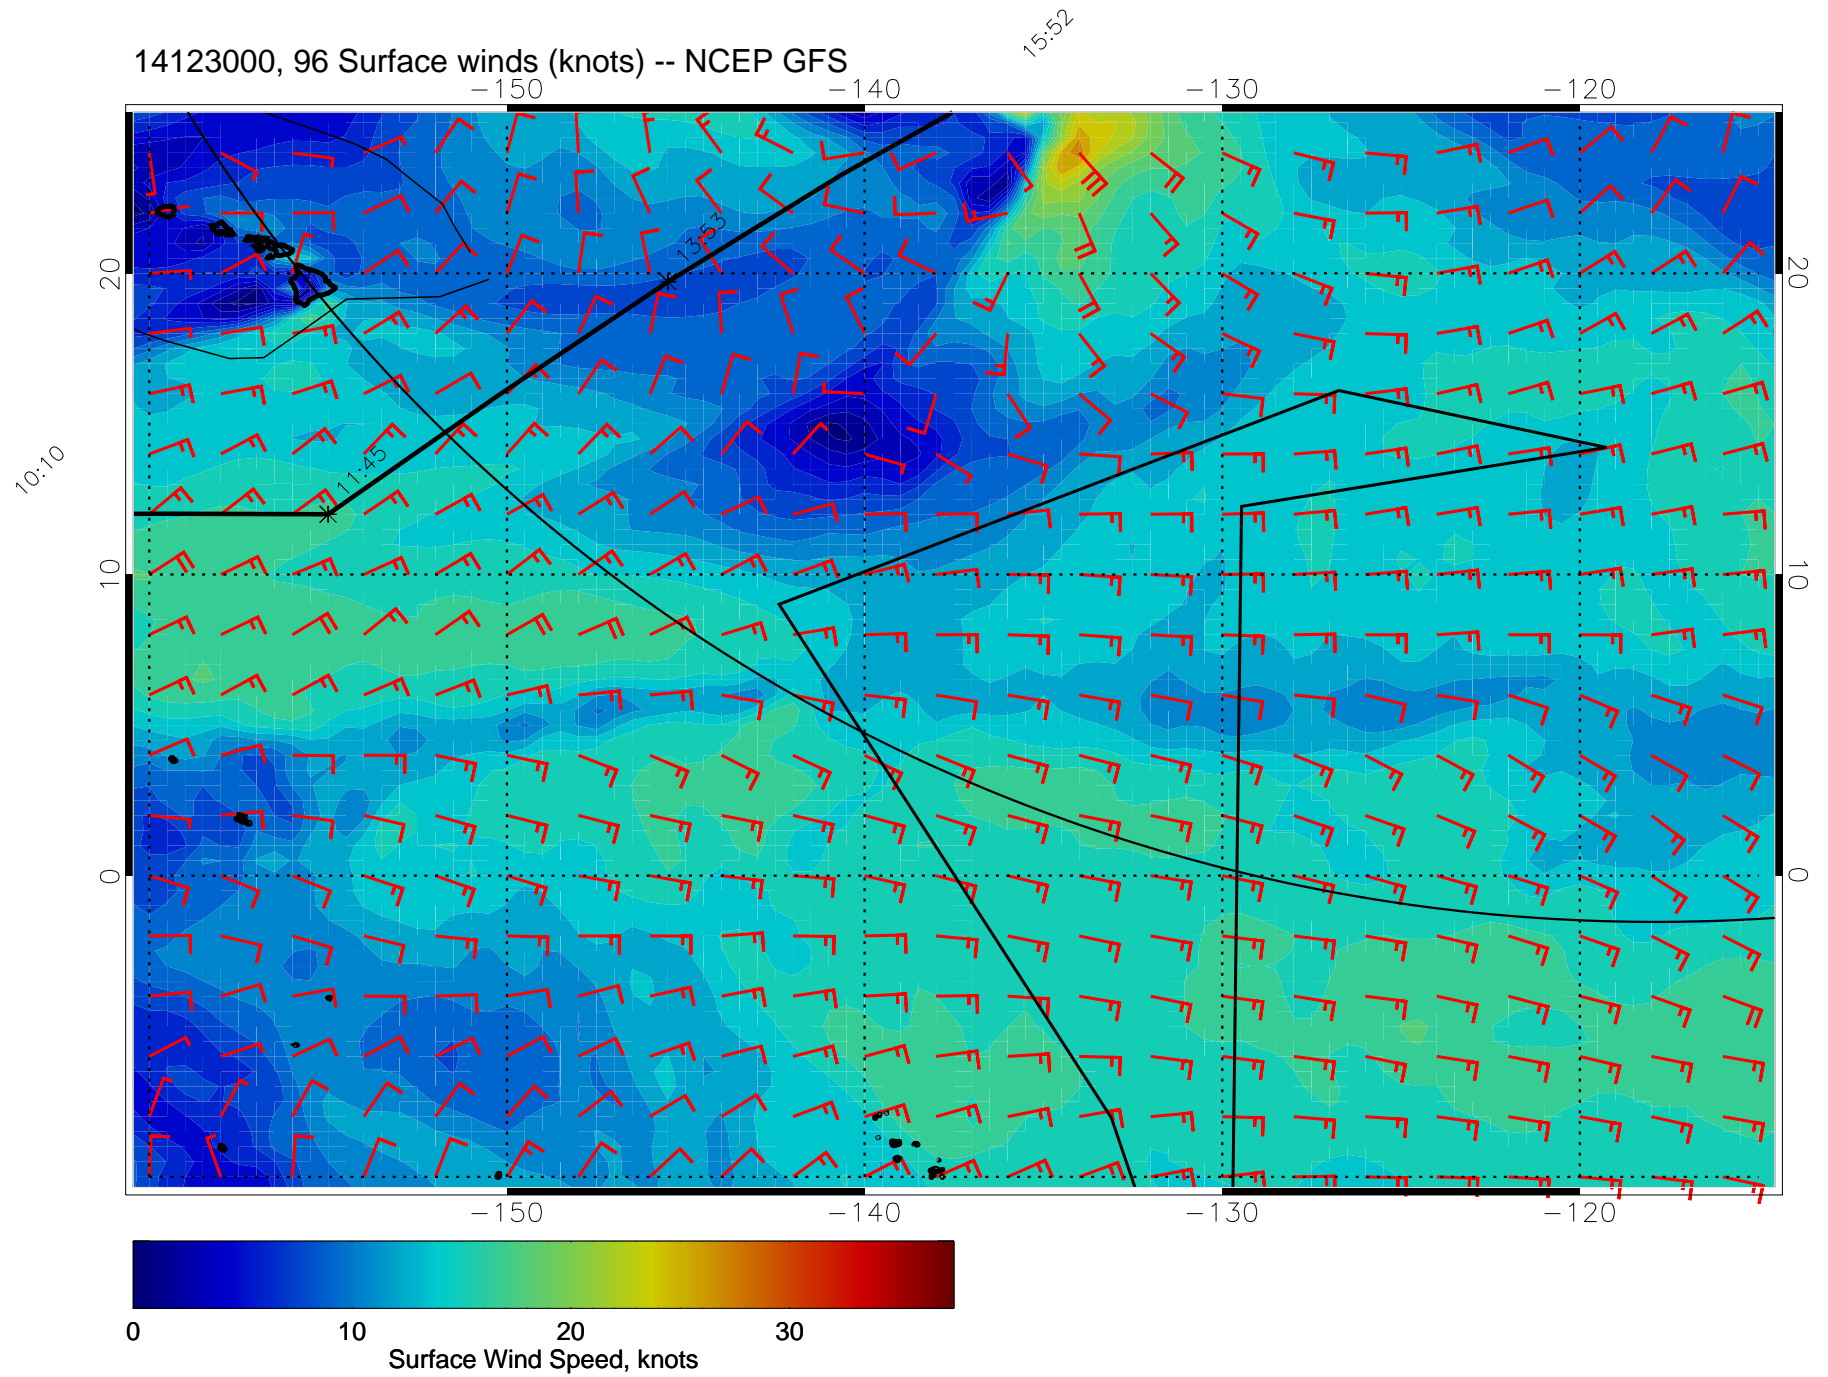 15:52
14123000, 96 Surface winds (knots) -- NCEP GFS
-150 -140 -130 -120
20 20
13:53
10:10
11:45
10 10
0 0
-150 -140 -130 -120
0 10 20 30
Surface Wind Speed, knots